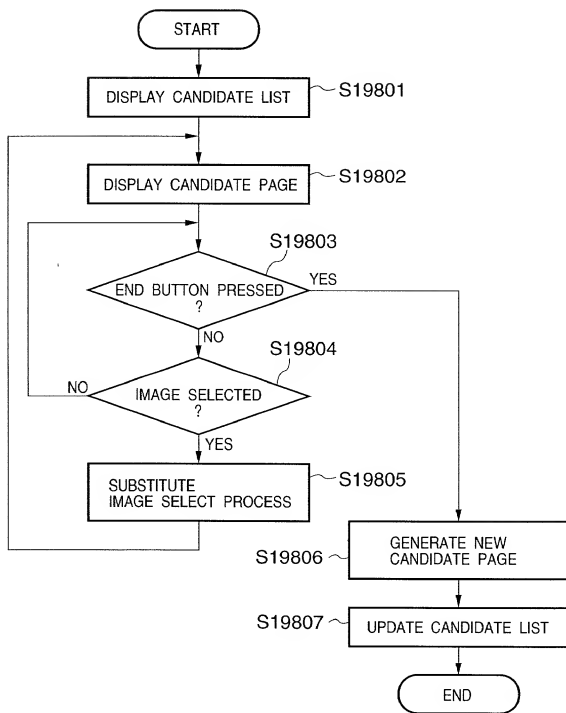 START
DISPLAY CANDIDATE LIST
S19801
DISPLAY CANDIDATE PAGE
S19802
S19803
END BUTTON PRESSED
?
YES
NO
S19804
NO
IMAGE SELECTED
?
YES
SUBSTITUTE
IMAGE SELECT PROCESS
S19805
S19806
GENERATE NEW
CANDIDATE PAGE
S19807
UPDATE CANDIDATE LIST
END